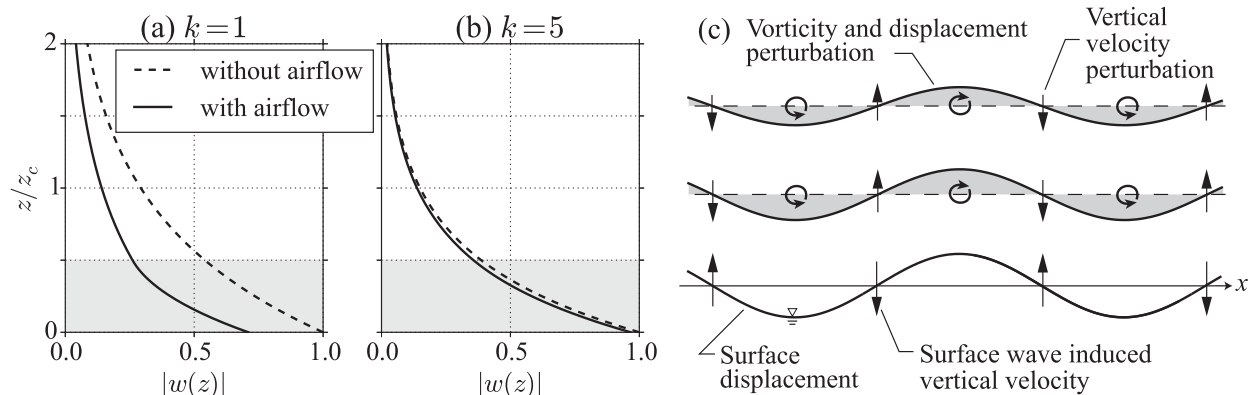 (a) k=1
2
1
0
z/z_c
without airflow
with airflow
0.0
0.5
1.0
|w(z)|
(b) k=5
0.0
0.5
1.0
|w(z)|
(c)
Vorticity and displacement
perturbation
Vertical
velocity
perturbation
x
Surface
displacement
Surface wave induced
vertical velocity